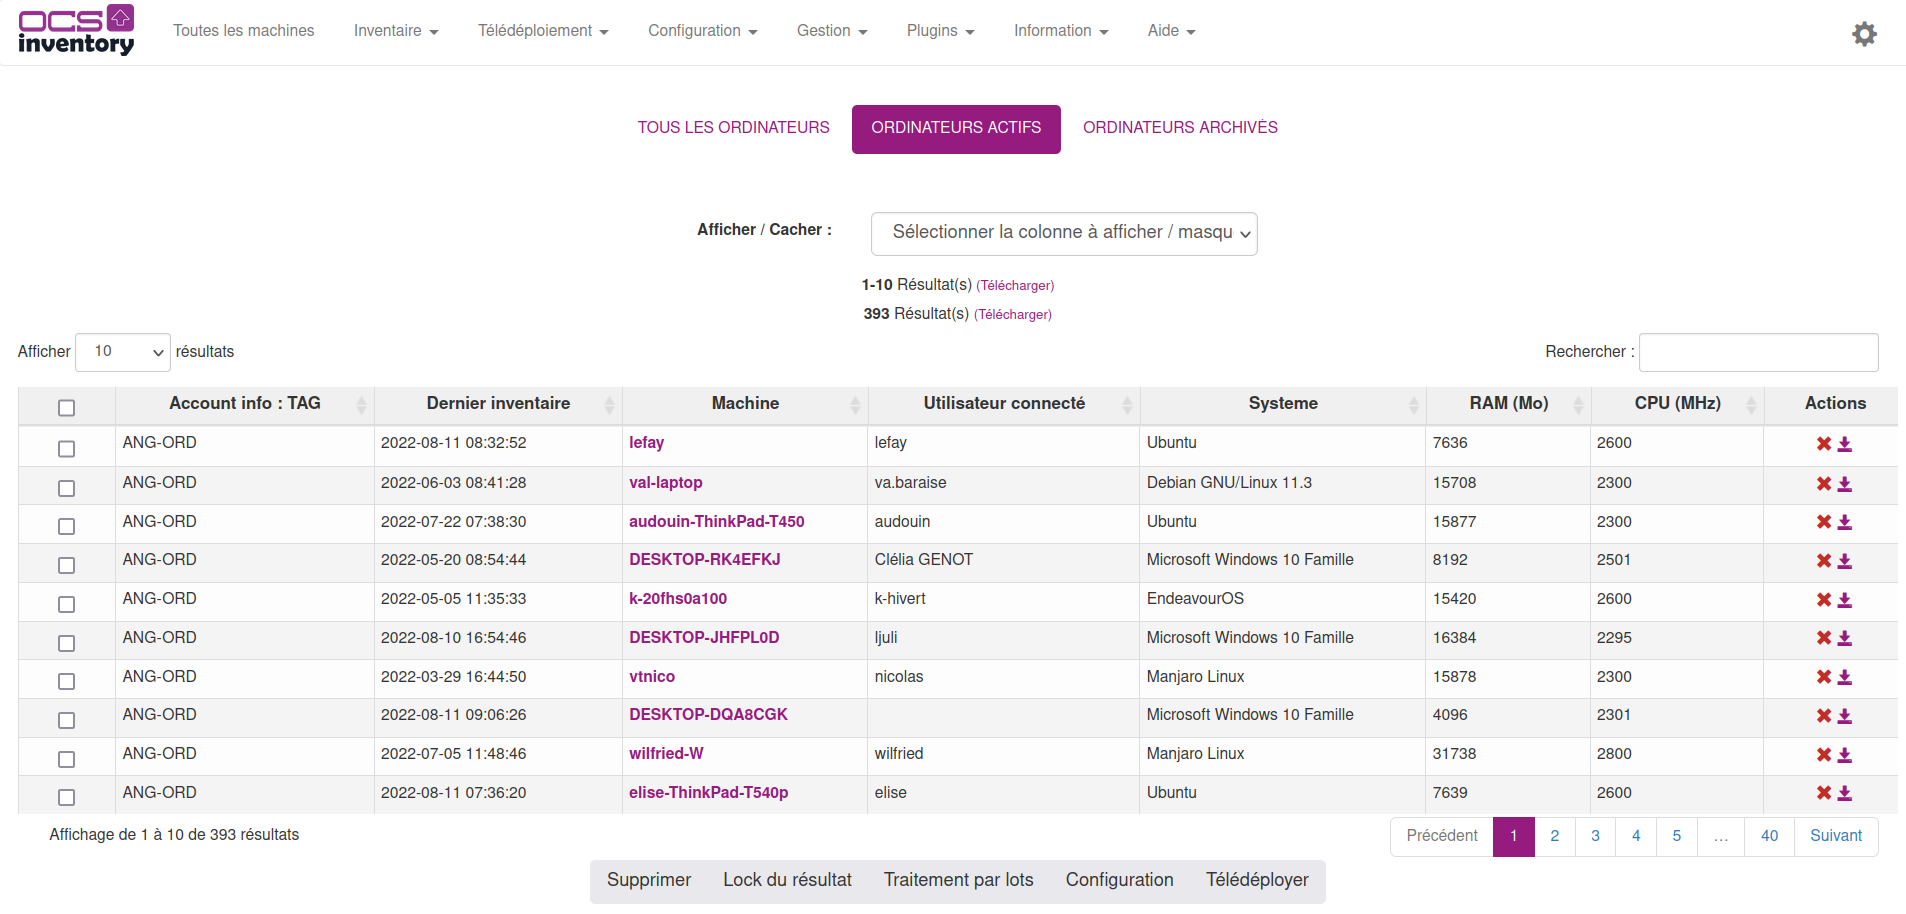 OCS
inventory
Toutes les machines Inventaire Télédéploiement Configuration Gestion Plugins Information Aide
TOUS LES ORDINATEURS ORDINATEURS ACTIFS ORDINATEURS ARCHIVÉS
Afficher / Cacher : Sélectionner la colonne à afficher / masqu
1-10 Résultat(s) (Télécharger)
393 Résultat(s) (Télécharger)
Afficher 10 résultats Rechercher :
Account info : TAG Dernier inventaire Machine Utilisateur connecté Systeme RAM (Mo) CPU (MHz) Actions
ANG-ORD 2022-08-11 08:32:52 lefay lefay Ubuntu 7636 2600
ANG-ORD 2022-06-03 08:41:28 val-laptop va.baraise Debian GNU/Linux 11.3 15708 2300
ANG-ORD 2022-07-22 07:38:30 audouin-ThinkPad-T450 audouin Ubuntu 15877 2300
ANG-ORD 2022-05-20 08:54:44 DESKTOP-RK4EFKJ Clélia GENOT Microsoft Windows 10 Famille 8192 2501
ANG-ORD 2022-05-05 11:35:33 k-20fhs0a100 k-hivert EndeavourOS 15420 2600
ANG-ORD 2022-08-10 16:54:46 DESKTOP-JHFPL0D ljuli Microsoft Windows 10 Famille 16384 2295
ANG-ORD 2022-03-29 16:44:50 vtnico nicolas Manjaro Linux 15878 2300
ANG-ORD 2022-08-11 09:06:26 DESKTOP-DQA8CGK Microsoft Windows 10 Famille 4096 2301
ANG-ORD 2022-07-05 11:48:46 wilfried-W wilfried Manjaro Linux 31738 2800
ANG-ORD 2022-08-11 07:36:20 elise-ThinkPad-T540p elise Ubuntu 7639 2600
Affichage de 1 à 10 de 393 résultats Précédent 1 2 3 4 5 … 40 Suivant
Supprimer Lock du résultat Traitement par lots Configuration Télédéployer